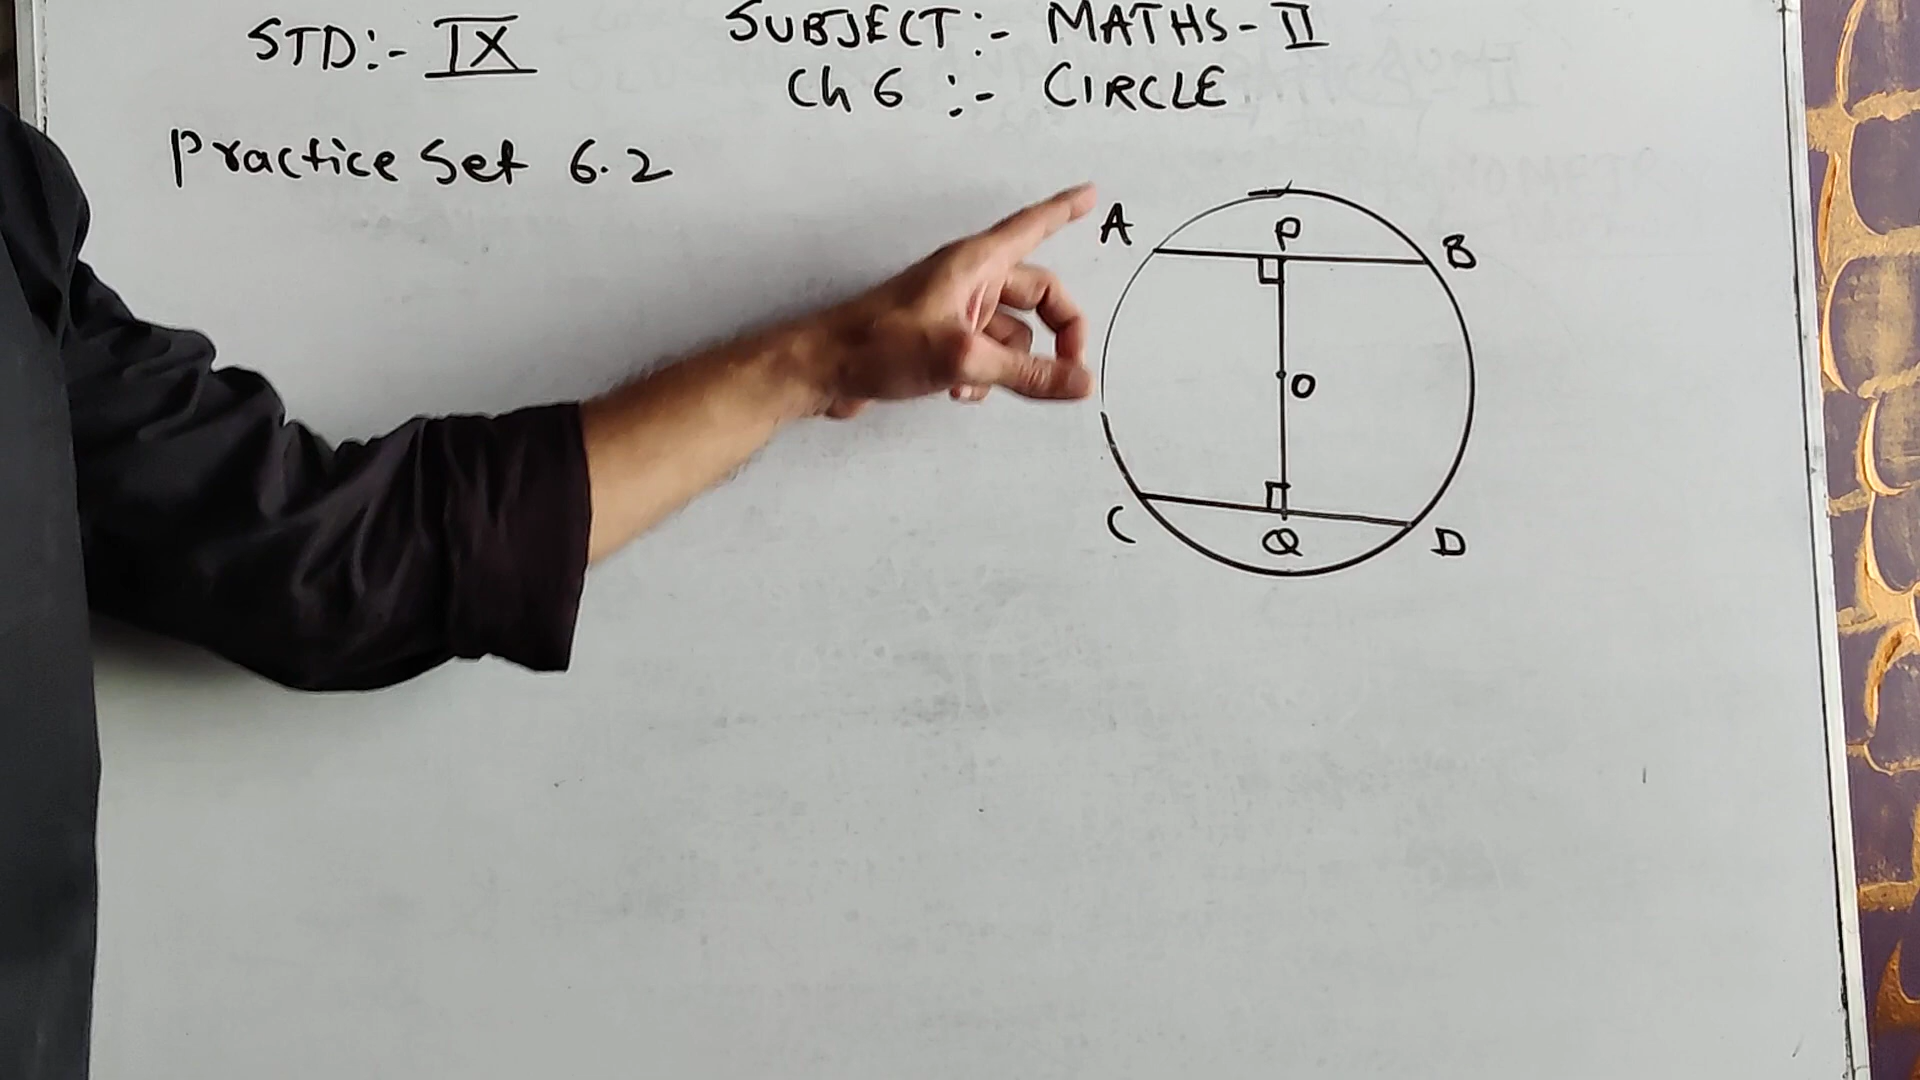 STD:- IX
SUBJECT:- MATHS-II
Ch 6 :- CIRCLE
Practice Set 6.2
A P B
O
C Q D